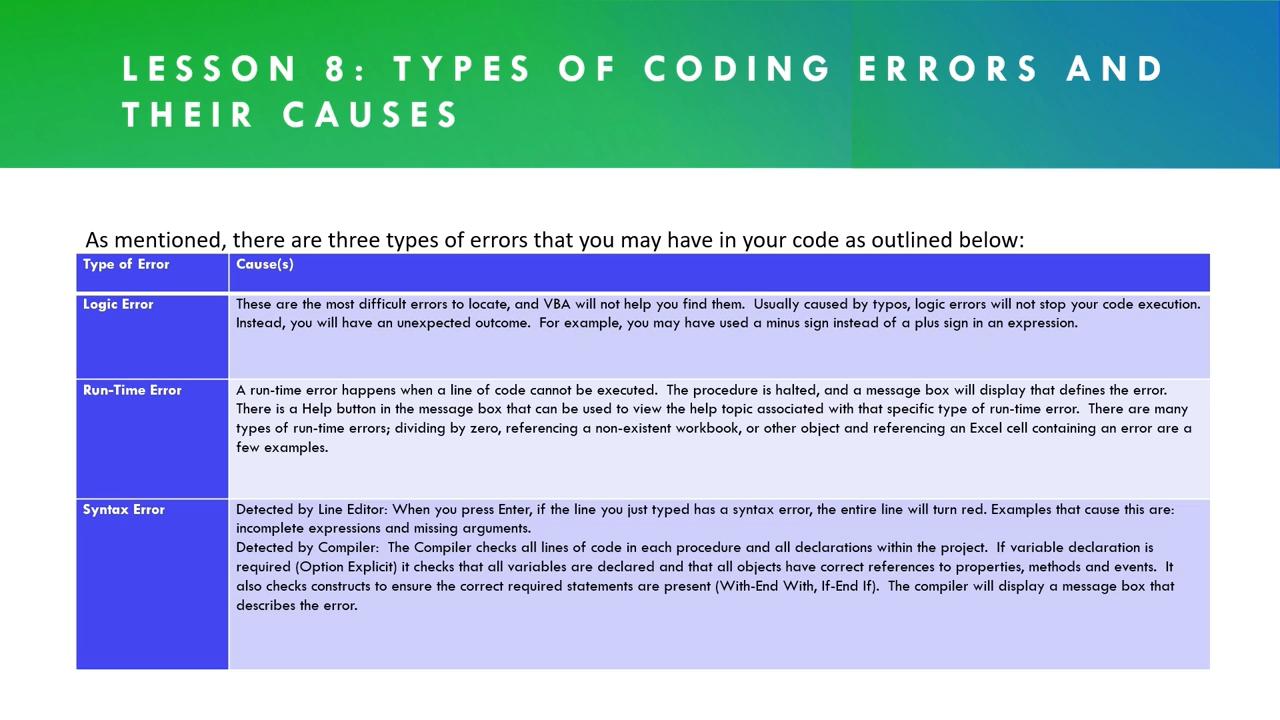 LESSON 8: TYPES OF CODING ERRORS AND
THEIR CAUSES
As mentioned, there are three types of errors that you may have in your code as outlined below:
Type of Error
Cause(s)
Logic Error
These are the most difficult errors to locate, and VBA will not help you find them.  Usually caused by typos, logic errors will not stop your code execution.
Instead, you will have an unexpected outcome.  For example, you may have used a minus sign instead of a plus sign in an expression.
Run-Time Error
A run-time error happens when a line of code cannot be executed.  The procedure is halted, and a message box will display that defines the error.
There is a Help button in the message box that can be used to view the help topic associated with that specific type of run-time error.  There are many
types of run-time errors; dividing by zero, referencing a non-existent workbook, or other object and referencing an Excel cell containing an error are a
few examples.
Syntax Error
Detected by Line Editor: When you press Enter, if the line you just typed has a syntax error, the entire line will turn red. Examples that cause this are:
incomplete expressions and missing arguments.
Detected by Compiler:  The Compiler checks all lines of code in each procedure and all declarations within the project.  If variable declaration is
required (Option Explicit) it checks that all variables are declared and that all objects have correct references to properties, methods and events.  It
also checks constructs to ensure the correct required statements are present (With-End With, If-End If).  The compiler will display a message box that
describes the error.